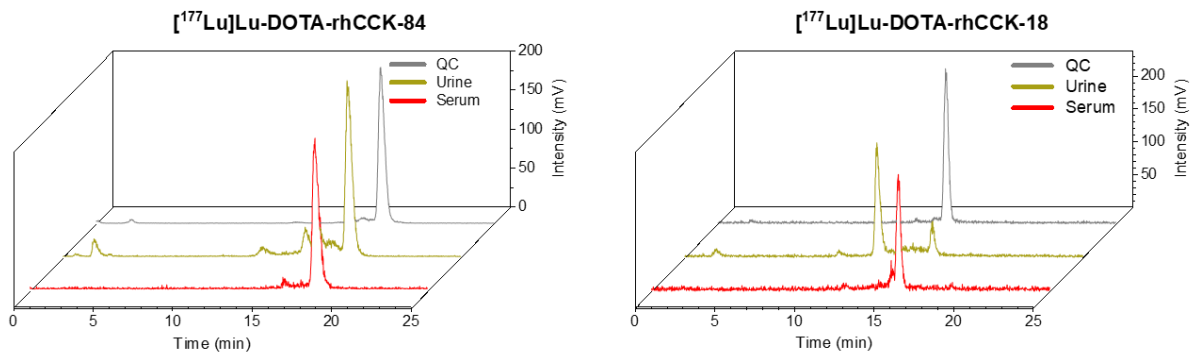 [¹⁷⁷Lu]Lu-DOTA-rhCCK-84
QC
Urine
Serum
200
150
100
50
0
Intensity (mV)
0 5 10 15 20 25
Time (min)
[¹⁷⁷Lu]Lu-DOTA-rhCCK-18
QC
Urine
Serum
200
150
100
50
Intensity (mV)
0 5 10 15 20 25
Time (min)